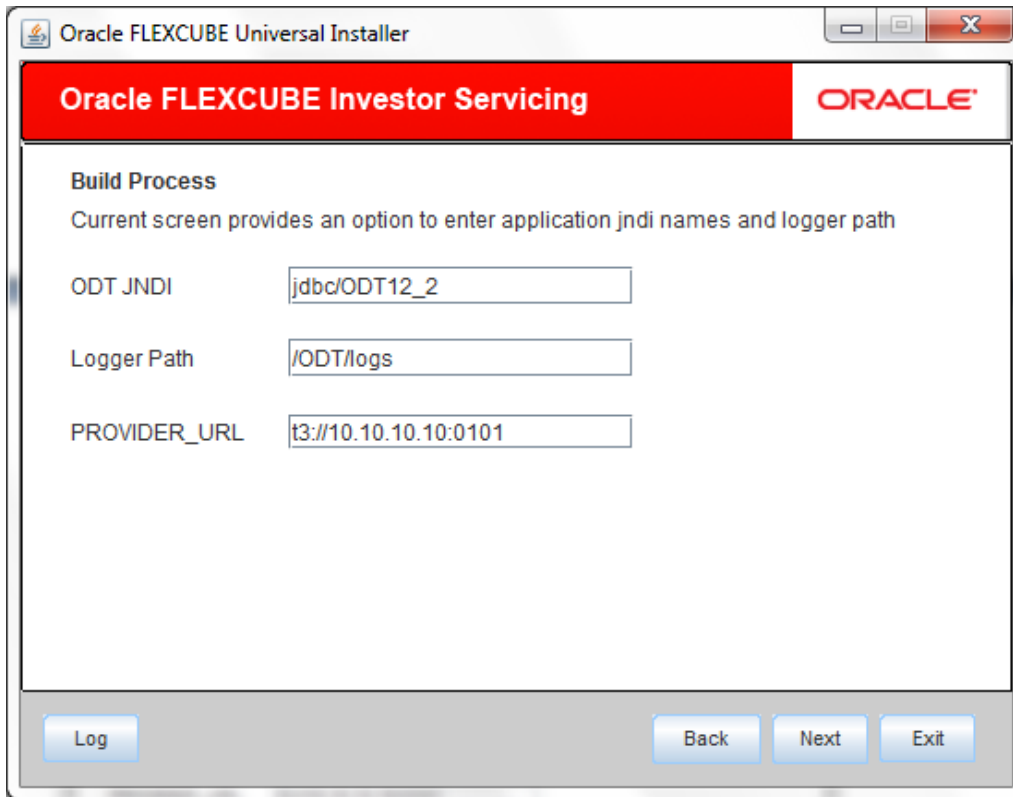 Oracle FLEXCUBE Universal Installer
Oracle FLEXCUBE Investor Servicing
ORACLE
Build Process
Current screen provides an option to enter application jndi names and logger path
ODT JNDI jdbc/ODT12_2
Logger Path /ODT/logs
PROVIDER_URL t3://10.10.10.10:0101
Log Back Next Exit